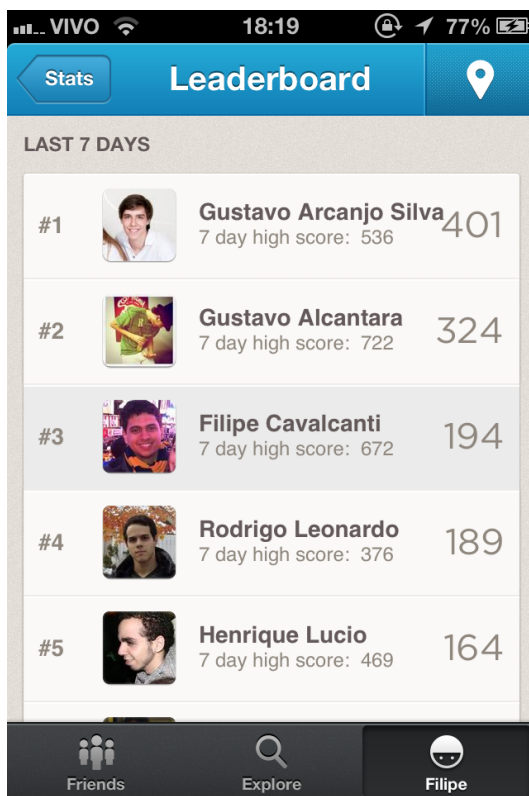 VIVO 18:19 77%
Stats Leaderboard
LAST 7 DAYS
#1 Gustavo Arcanjo Silva 401
7 day high score: 536
#2 Gustavo Alcantara 324
7 day high score: 722
#3 Filipe Cavalcanti 194
7 day high score: 672
#4 Rodrigo Leonardo 189
7 day high score: 376
#5 Henrique Lucio 164
7 day high score: 469
Friends Explore Filipe